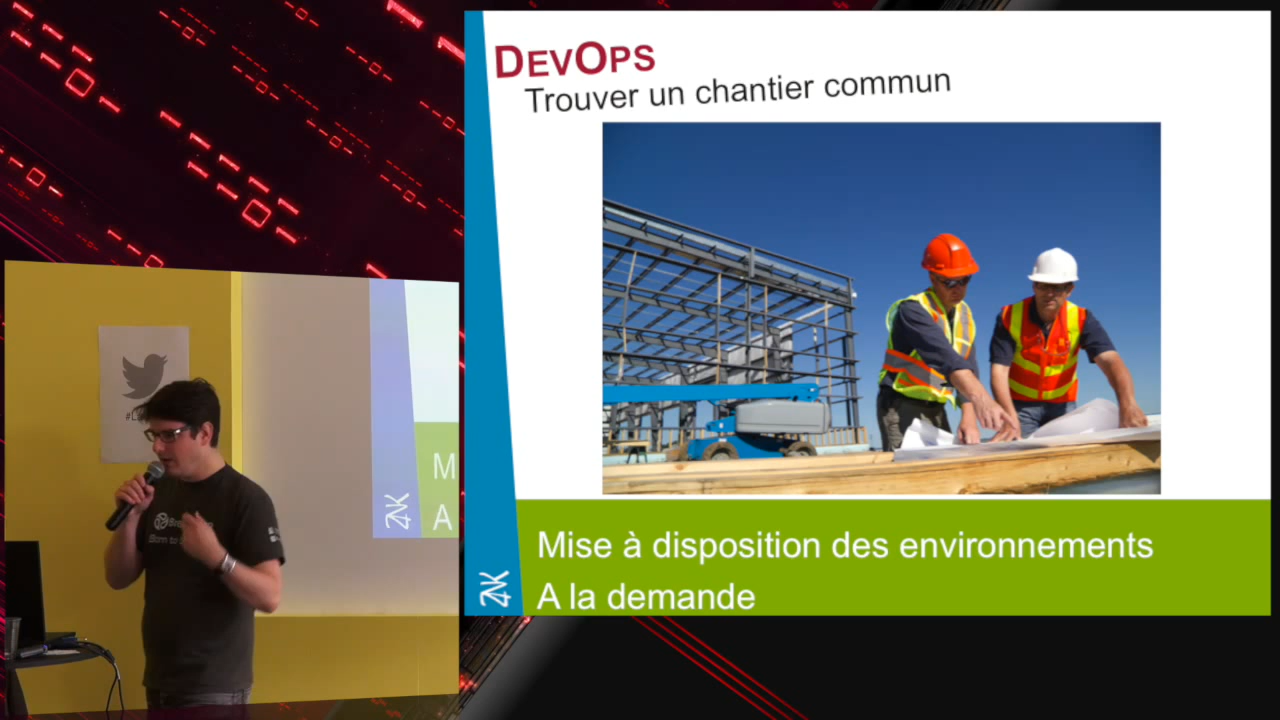 DEVOPS
Trouver un chantier commun
Mise à disposition des environnements
A la demande
M
A